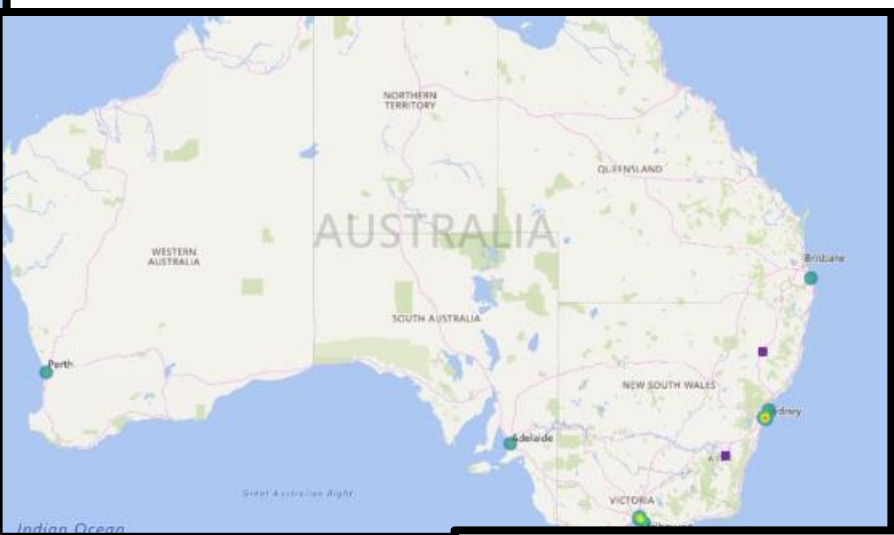 NORTHERN
TERRITORY
QUEENSLAND
AUSTRALIA
WESTERN
AUSTRALIA
Brisbane
SOUTH AUSTRALIA
Perth
NEW SOUTH WALES
Adelaide
Great Australian Bight
VICTORIA
Indian Ocean